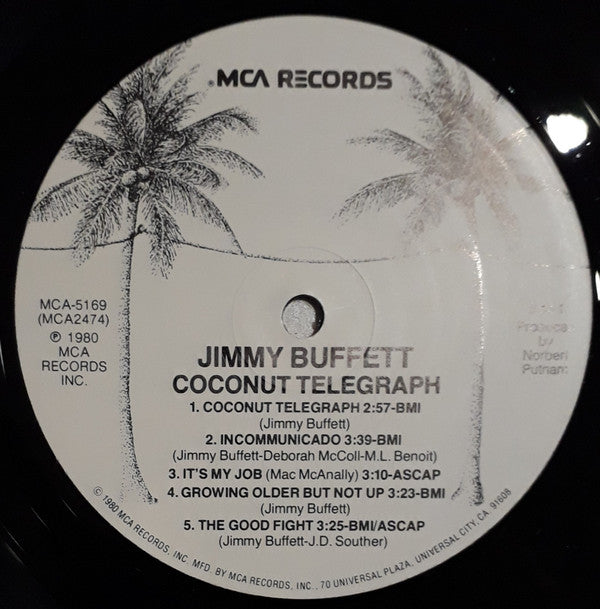 MCA RECORDS
MCA-5169
(MCA2474)
℗ 1980
MCA
RECORDS
INC.
Produced
by
Norbert
Putnam
JIMMY BUFFETT
COCONUT TELEGRAPH
1. COCONUT TELEGRAPH 2:57-BMI
(Jimmy Buffett)
2. INCOMMUNICADO 3:39-BMI
(Jimmy Buffett-Deborah McColl-M.L. Benoit)
3. IT'S MY JOB (Mac McAnally) 3:10-ASCAP
4. GROWING OLDER BUT NOT UP 3:23-BMI
(Jimmy Buffett)
5. THE GOOD FIGHT 3:25-BMI/ASCAP
(Jimmy Buffett-J.D. Souther)
© 1980 MCA RECORDS, INC. MFD. BY MCA RECORDS, INC., 70 UNIVERSAL PLAZA, UNIVERSAL CITY, CA. 91608